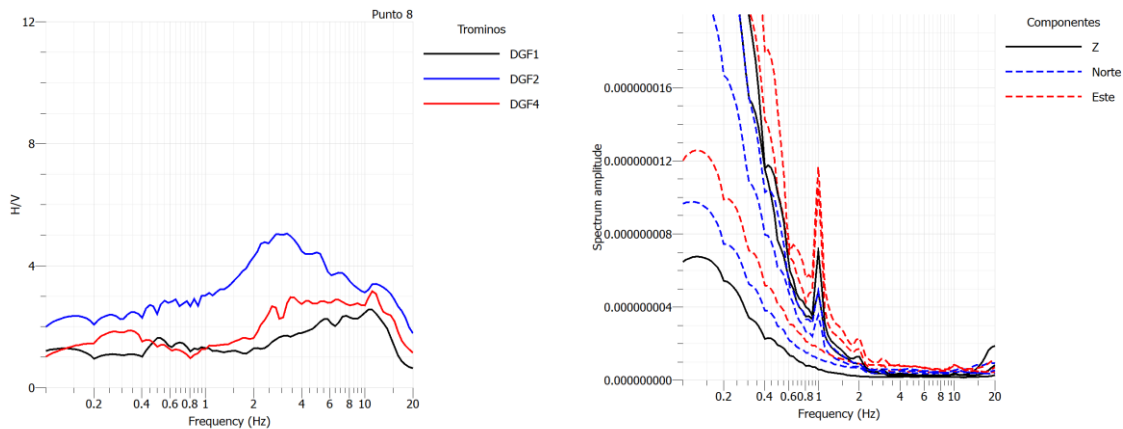 Punto 8
12
8
4
0
H/V
0.2 0.4 0.6 0.8 1 2 4 6 8 10 20
Frequency (Hz)
Trominos
DGF1
DGF2
DGF4
0.000000016
0.000000012
0.000000008
0.000000004
0.000000000
Spectrum amplitude
0.2 0.4 0.6 0.8 1 2 4 6 8 10 20
Frequency (Hz)
Componentes
Z
Norte
Este